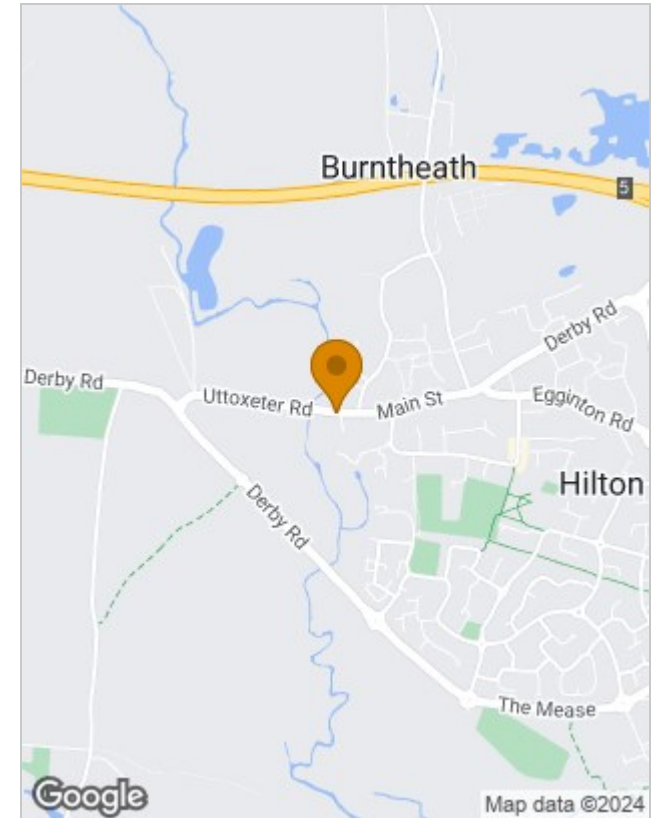 Burntheath
5
Derby Rd
Derby Rd
Uttoxeter Rd
Main St
Egginton Rd
Hilton
Derby Rd
The Mease
Google
Map data ©2024